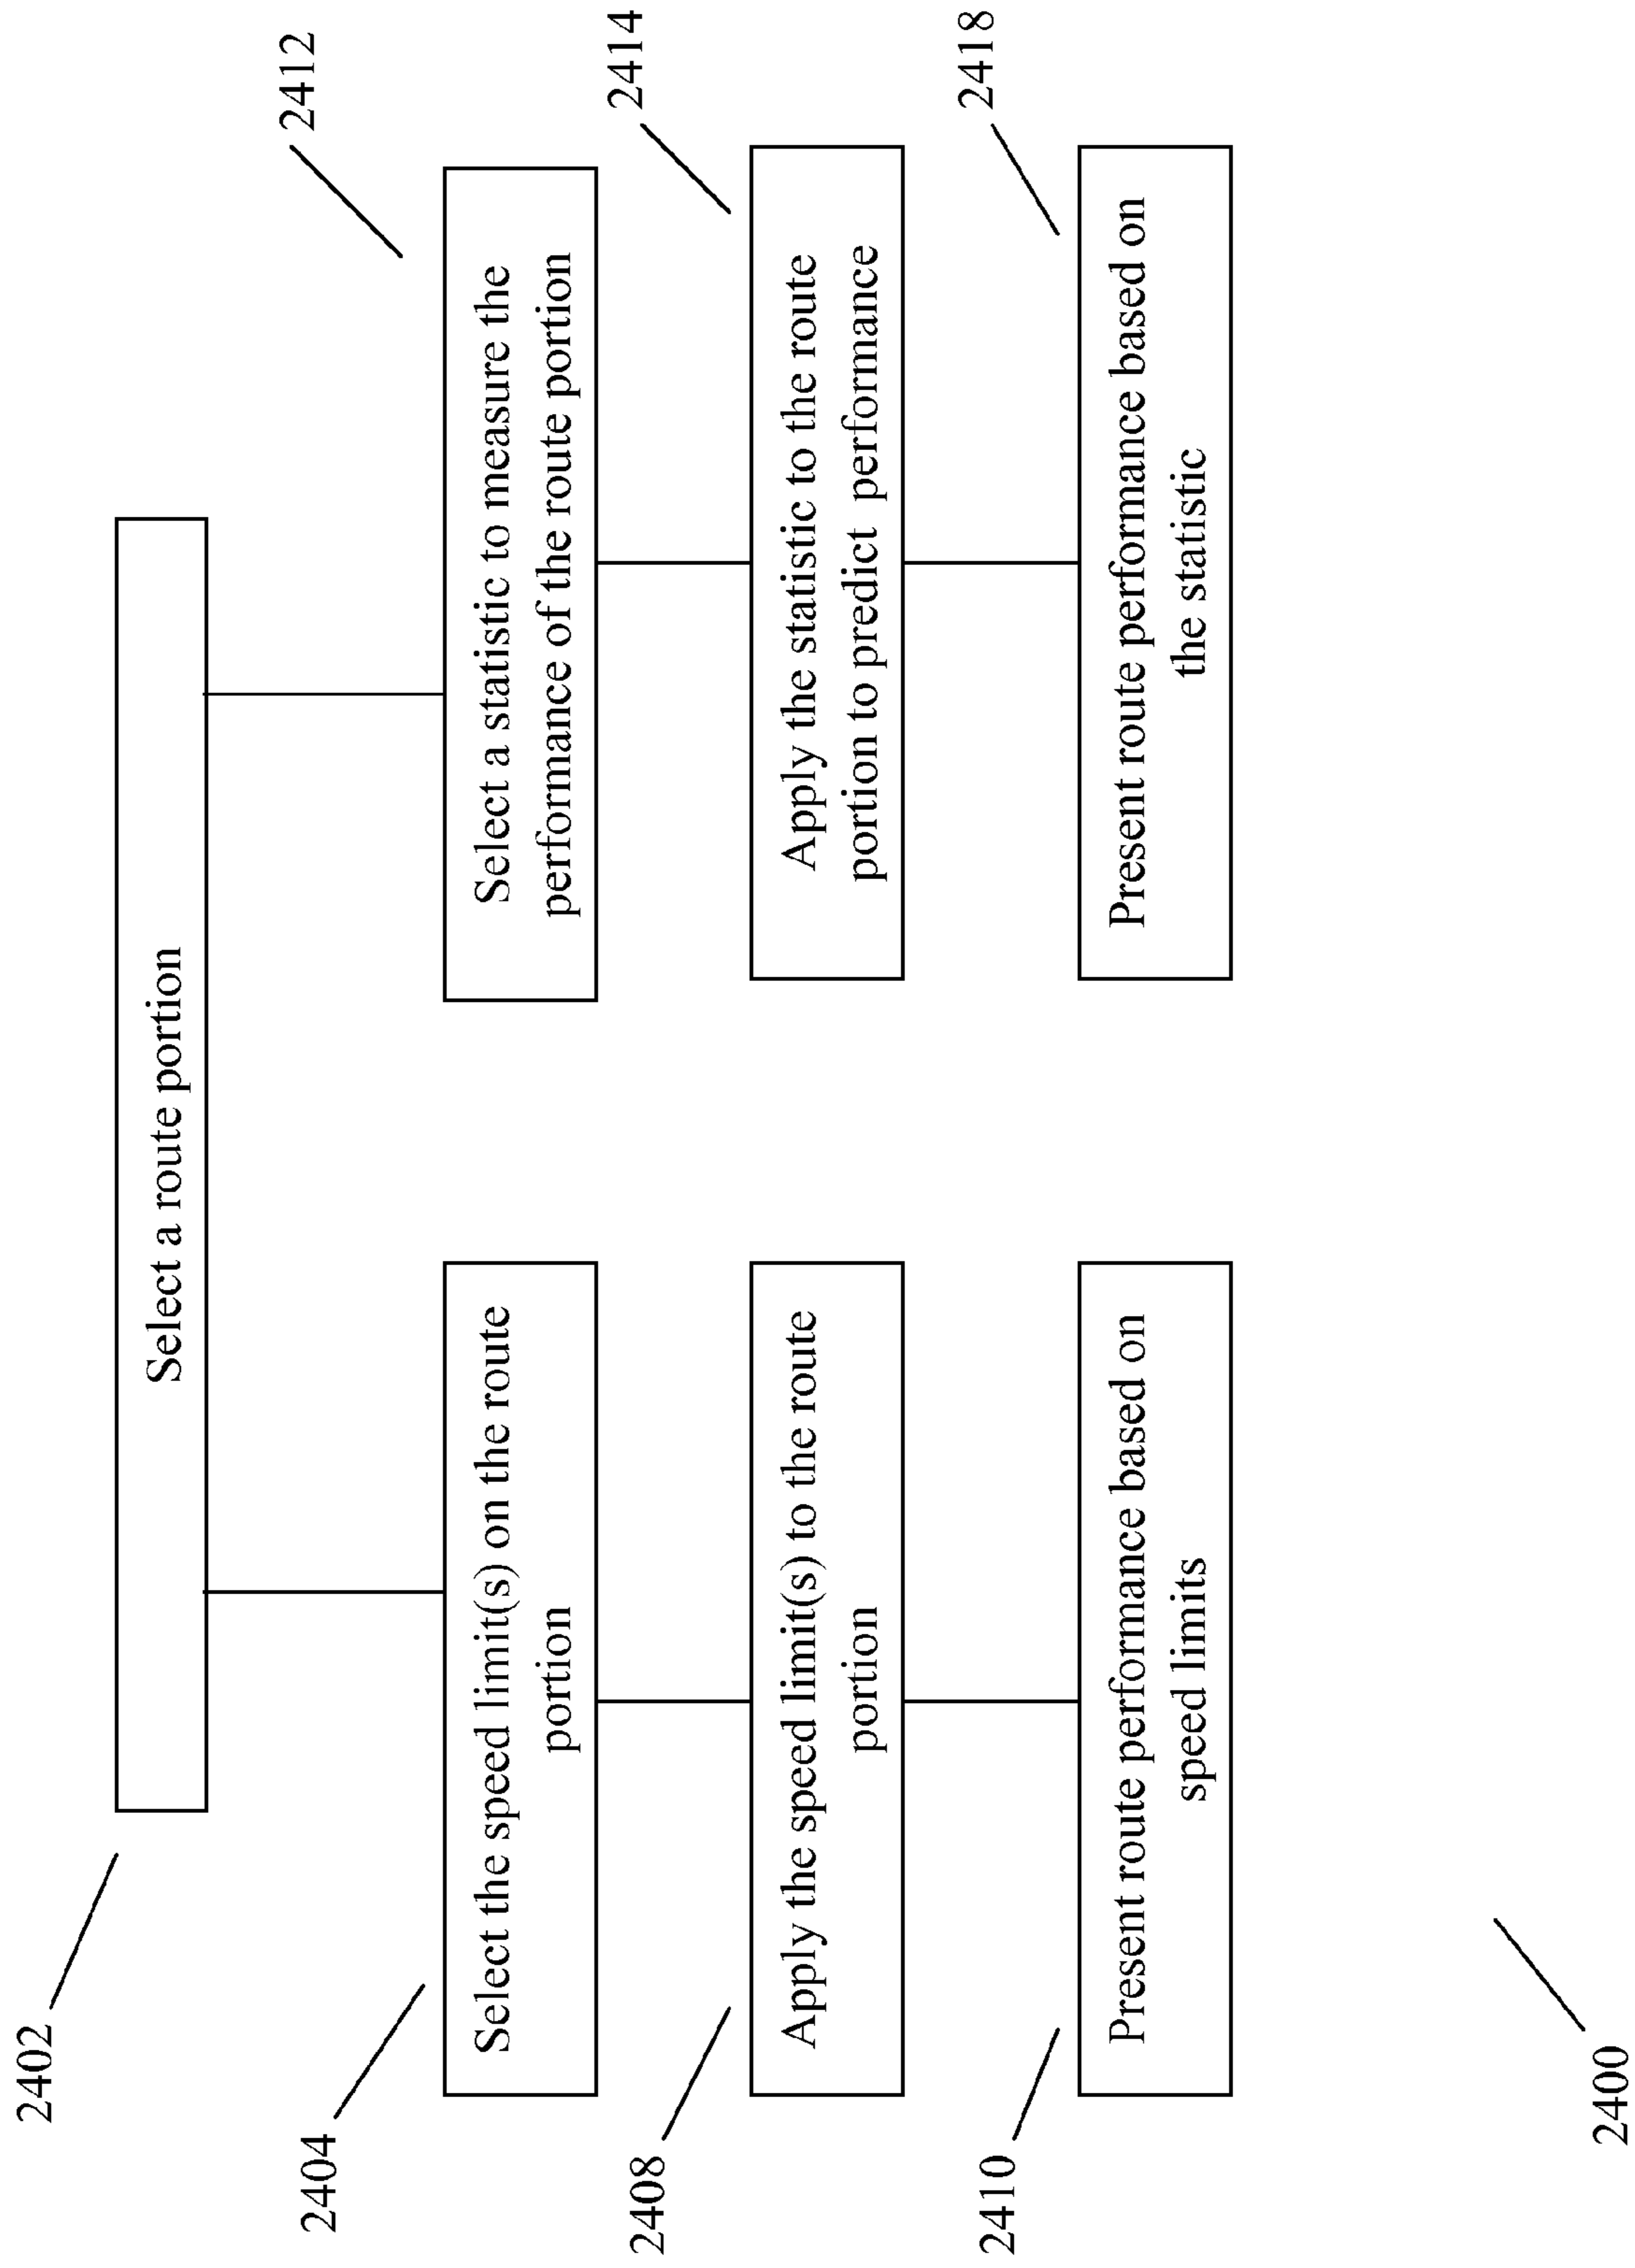 2402
Select a route portion
2404
Select the speed limit(s) on the route
portion
2412
Select a statistic to measure the
performance of the route portion
2408
Apply the speed limit(s) to the route
portion
2414
Apply the statistic to the route
portion to predict performance
2410
Present route performance based on
speed limits
2418
Present route performance based on
the statistic
2400